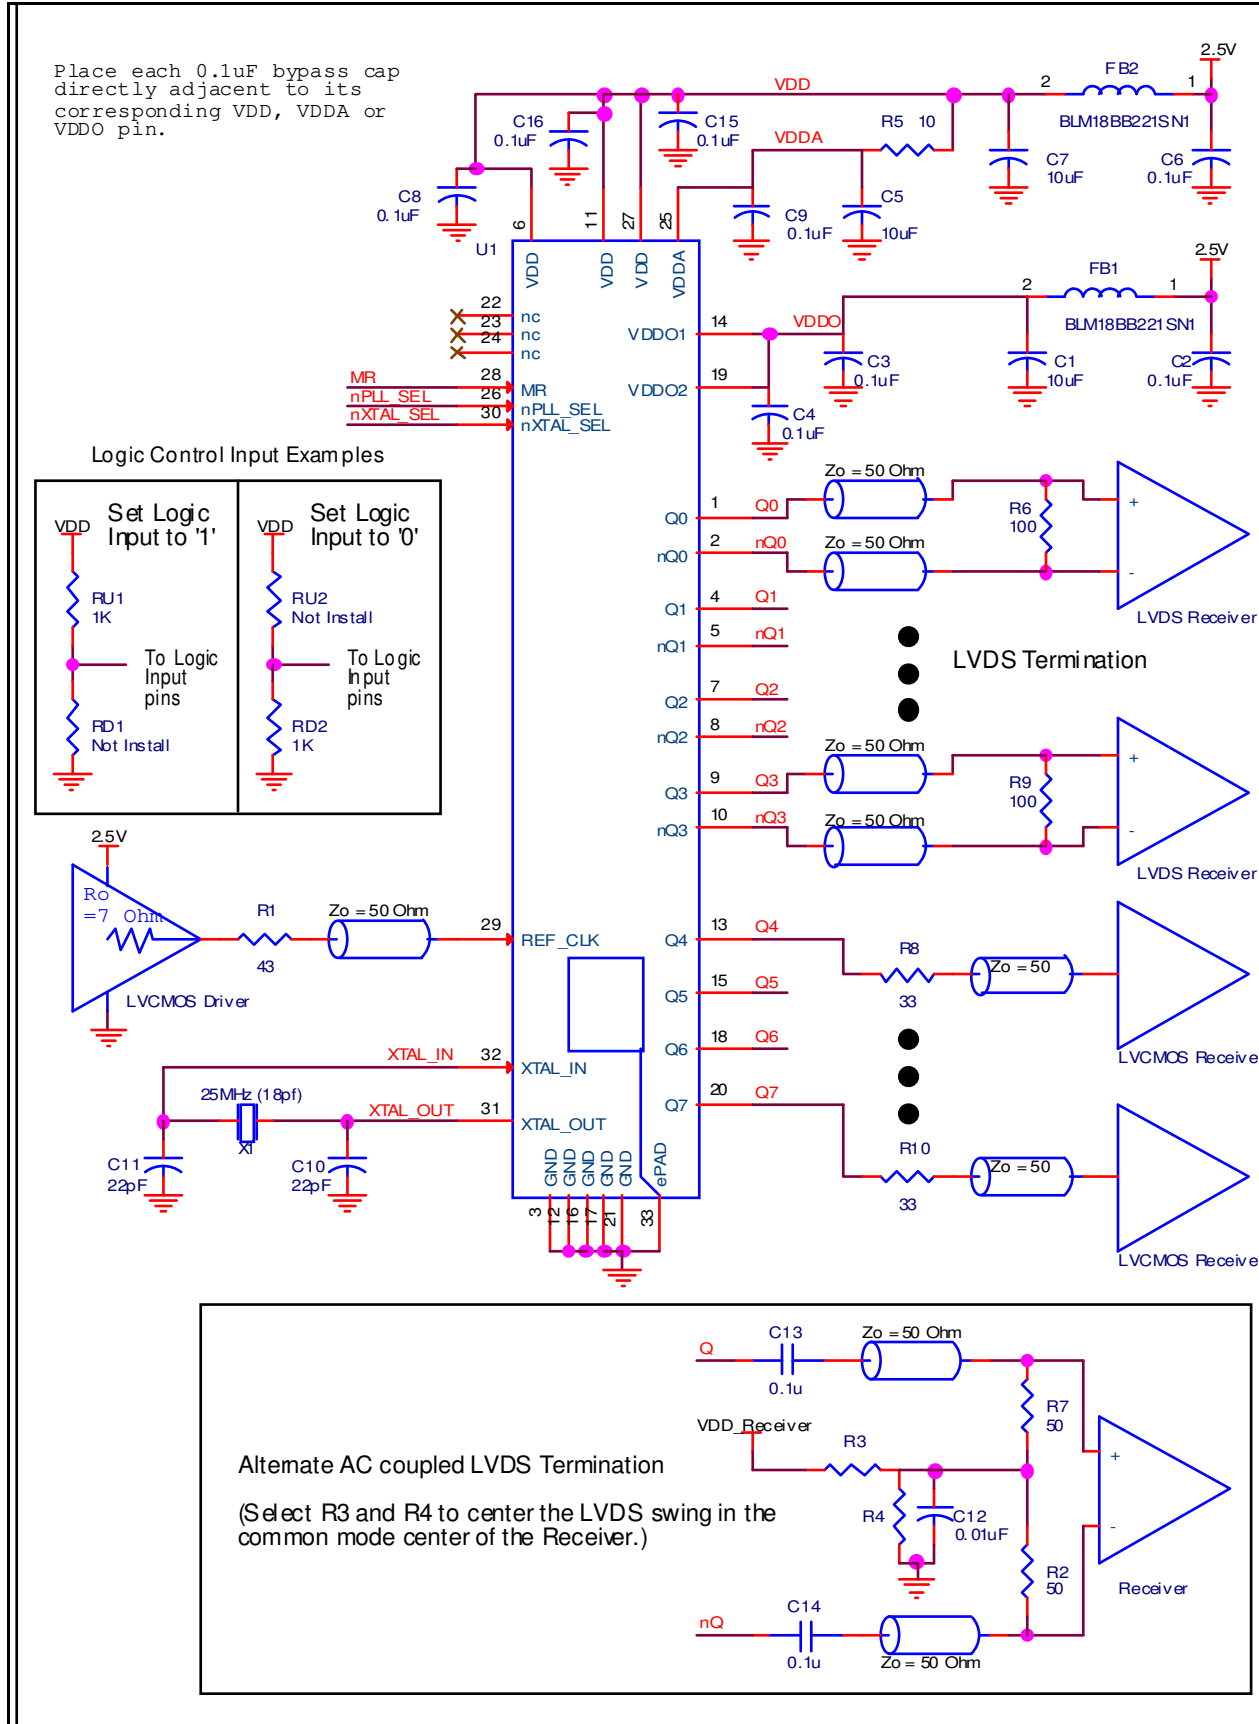 Place each 0.1uF bypass cap
directly adjacent to its
corresponding VDD, VDDA or
VDDO pin.
2.5V
VDD
2
FB2
1
BLM18BB221SN1
C16
0.1uF
C15
0.1uF
R5 10
VDDA
C7
10uF
C6
0.1uF
C8
0.1uF
C9
0.1uF
C5
10uF
6
11
27
25
U1
VDD
VDD
VDD
VDDA
2.5V
2
FB1
1
BLM18BB221SN1
22
nc
23
nc
24
nc
14
VDDO
VDDO1
C3
0.1uF
C1
10uF
C2
0.1uF
19
VDDO2
C4
0.1uF
MR
28
MR
nPLL_SEL
26
nPLL_SEL
nXTAL_SEL
30
nXTAL_SEL
Logic Control Input Examples
Set Logic
Input to '1'
VDD
RU1
1K
To Logic
Input
pins
RD1
Not Install
Set Logic
Input to '0'
VDD
RU2
Not Install
To Logic
Input
pins
RD2
1K
Zo = 50 Ohm
1
Q0
Q0
2
nQ0
nQ0
Zo = 50 Ohm
R6
100
+
-
LVDS Receiver
4
Q1
Q1
5
nQ1
nQ1
LVDS Termination
7
Q2
Q2
8
nQ2
nQ2
Zo = 50 Ohm
9
Q3
Q3
10
nQ3
nQ3
Zo = 50 Ohm
R9
100
+
-
LVDS Receiver
2.5V
Ro
=7 Ohm
LVCMOS Driver
R1
43
Zo = 50 Ohm
29
REF_CLK
13
Q4
Q4
R8
33
Zo = 50
LVCMOS Receive
15
Q5
Q5
18
Q6
Q6
20
Q7
Q7
R10
33
Zo = 50
LVCMOS Receive
XTAL_IN
32
XTAL_IN
25MHz (18pf)
X1
XTAL_OUT
31
XTAL_OUT
C11
22pF
C10
22pF
GND
GND
GND
GND
GND
ePAD
3
12
16
17
21
33
C13
0.1u
Zo = 50 Ohm
Q
R7
50
VDD_Receiver
R3
R4
C12
0.01uF
+
-
R2
50
Receiver
Alternate AC coupled LVDS Termination
(Select R3 and R4 to center the LVDS swing in the
common mode center of the Receiver.)
nQ
C14
0.1u
Zo = 50 Ohm